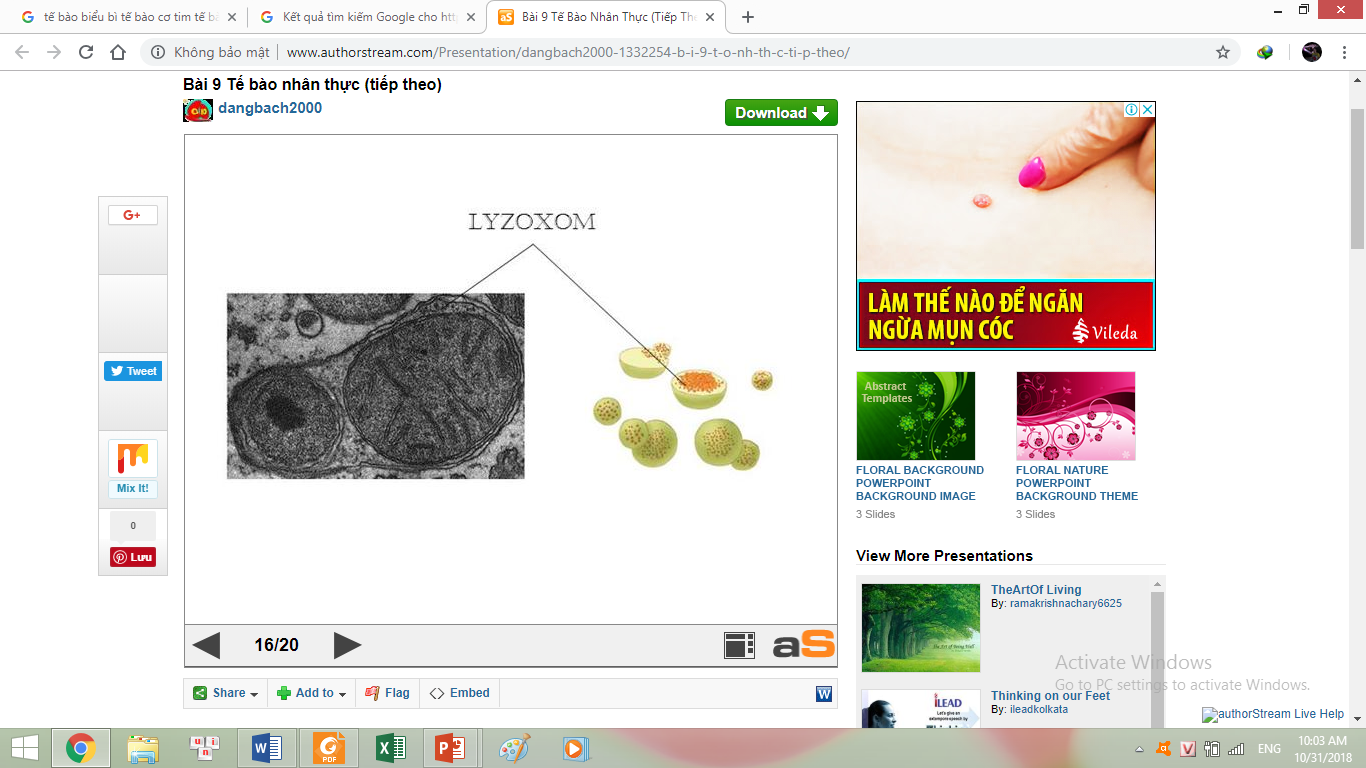 tế bào biểu bì tế bào cơ tim tế b
Kết quả tìm kiếm Google cho htt
Bài 9 Tế Bào Nhân Thực (Tiếp The
Không bảo mật
www.authorstream.com/Presentation/dangbach2000-1332254-b-i-9-t-o-nh-th-c-ti-p-theo/
Bài 9 Tế bào nhân thực (tiếp theo)
dangbach2000
Download
LYZOXOM
G+
Tweet
Mix It!
0
Lưu
16/20
aS
Share
Add to
Flag
Embed
LÀM THẾ NÀO ĐỂ NGĂN
NGỪA MỤN CÓC
Vileda
Abstract
Templates
FLORAL BACKGROUND
POWERPOINT
BACKGROUND IMAGE
3 Slides
FLORAL NATURE
POWERPOINT
BACKGROUND THEME
3 Slides
View More Presentations
TheArtOf Living
By: ramakrishnachary6625
Thinking on our Feet
By: ileadkolkata
iLEAD
Activate Windows
Go to PC settings to activate Windows.
authorStream Live Help
ENG
10:03 AM
10/31/2018